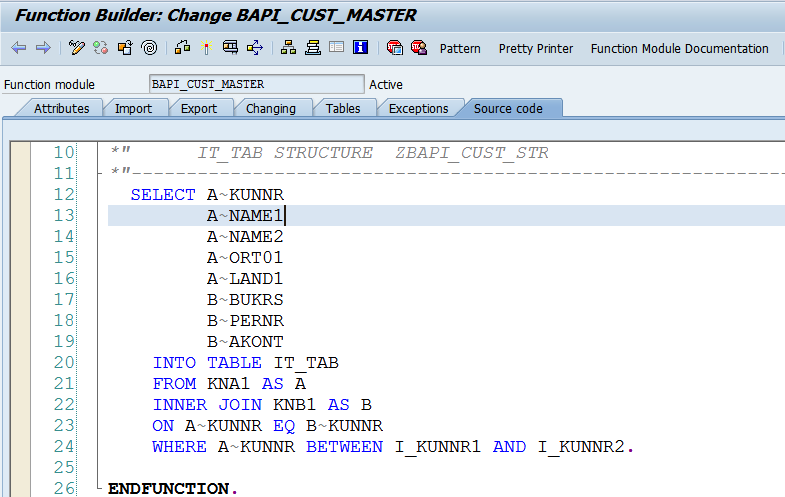 Function Builder: Change BAPI_CUST_MASTER
Pattern Pretty Printer Function Module Documentation
Function module BAPI_CUST_MASTER Active
Attributes Import Export Changing Tables Exceptions Source code
10 *" IT_TAB STRUCTURE ZBAPI_CUST_STR
11 *"----------------------------------------------------------------
12 SELECT A~KUNNR
13 A~NAME1
14 A~NAME2
15 A~ORT01
16 A~LAND1
17 B~BUKRS
18 B~PERNR
19 B~AKONT
20 INTO TABLE IT_TAB
21 FROM KNA1 AS A
22 INNER JOIN KNB1 AS B
23 ON A~KUNNR EQ B~KUNNR
24 WHERE A~KUNNR BETWEEN I_KUNNR1 AND I_KUNNR2.
25
26 ENDFUNCTION.